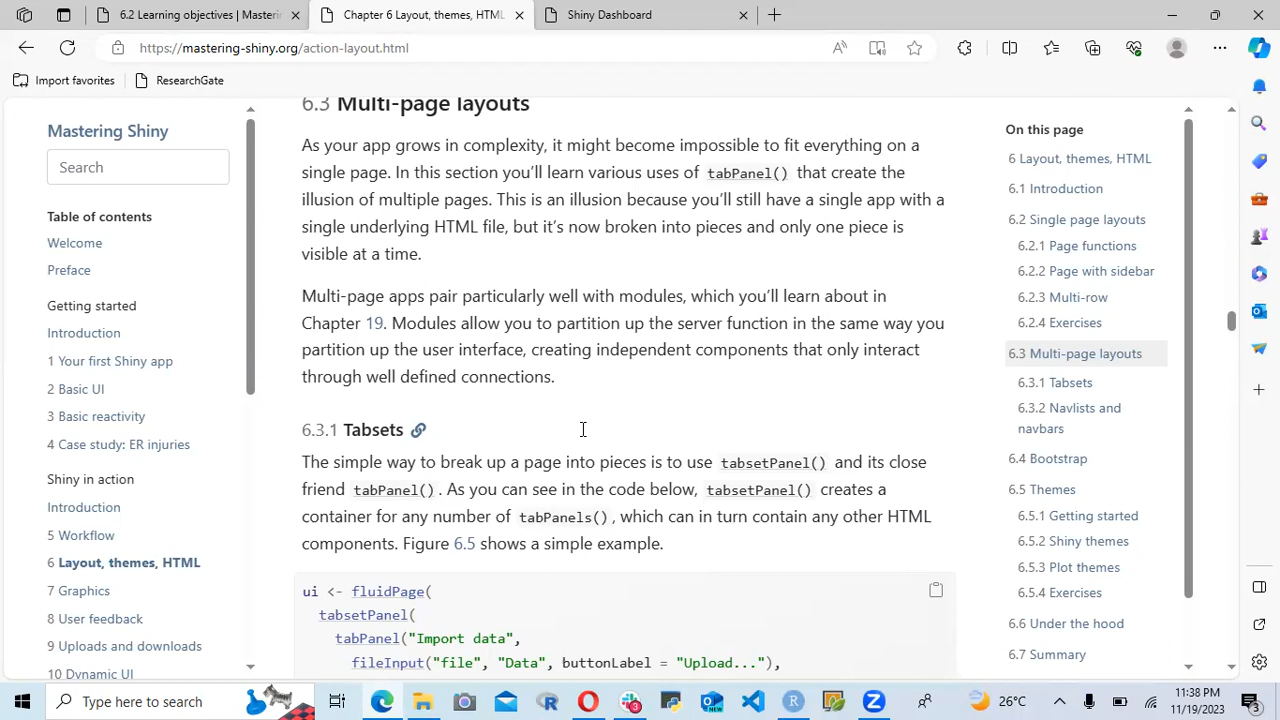 6.2 Learning objectives | Masterin
Chapter 6 Layout, themes, HTML
Shiny Dashboard
https://mastering-shiny.org/action-layout.html
Import favorites
ResearchGate
Mastering Shiny
Search
Table of contents
Welcome
Preface
Getting started
Introduction
1 Your first Shiny app
2 Basic UI
3 Basic reactivity
4 Case study: ER injuries
Shiny in action
Introduction
5 Workflow
6 Layout, themes, HTML
7 Graphics
8 User feedback
9 Uploads and downloads
10 Dynamic UI
6.3 Multi-page layouts
As your app grows in complexity, it might become impossible to fit everything on a
single page. In this section you’ll learn various uses of tabPanel() that create the
illusion of multiple pages. This is an illusion because you’ll still have a single app with a
single underlying HTML file, but it’s now broken into pieces and only one piece is
visible at a time.
Multi-page apps pair particularly well with modules, which you’ll learn about in
Chapter 19. Modules allow you to partition up the server function in the same way you
partition up the user interface, creating independent components that only interact
through well defined connections.
6.3.1 Tabsets
The simple way to break up a page into pieces is to use tabsetPanel() and its close
friend tabPanel(). As you can see in the code below, tabsetPanel() creates a
container for any number of tabPanels(), which can in turn contain any other HTML
components. Figure 6.5 shows a simple example.
ui <- fluidPage(
tabsetPanel(
tabPanel("Import data",
fileInput("file", "Data", buttonLabel = "Upload..."),
On this page
6 Layout, themes, HTML
6.1 Introduction
6.2 Single page layouts
6.2.1 Page functions
6.2.2 Page with sidebar
6.2.3 Multi-row
6.2.4 Exercises
6.3 Multi-page layouts
6.3.1 Tabsets
6.3.2 Navlists and
navbars
6.4 Bootstrap
6.5 Themes
6.5.1 Getting started
6.5.2 Shiny themes
6.5.3 Plot themes
6.5.4 Exercises
6.6 Under the hood
6.7 Summary
Type here to search
26°C
11:38 PM
11/19/2023